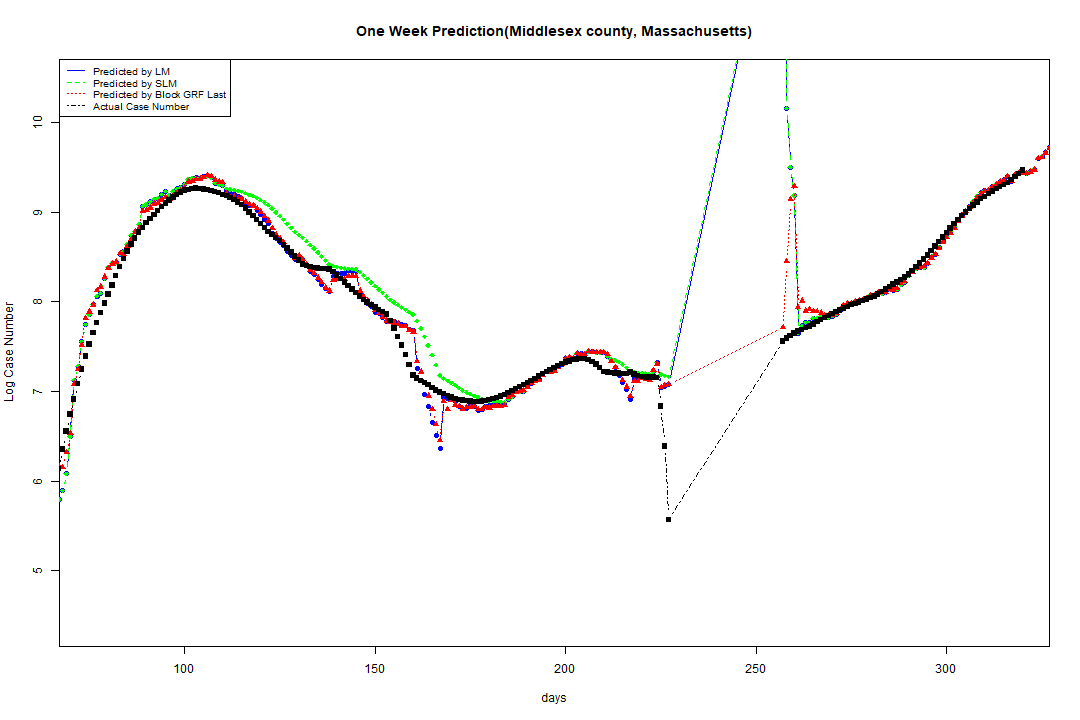 One Week Prediction(Middlesex county, Massachusetts)
Predicted by LM
Predicted by SLM
Predicted by Block GRF Last
Actual Case Number
Log Case Number
10
9
8
7
6
5
100 150 200 250 300
days